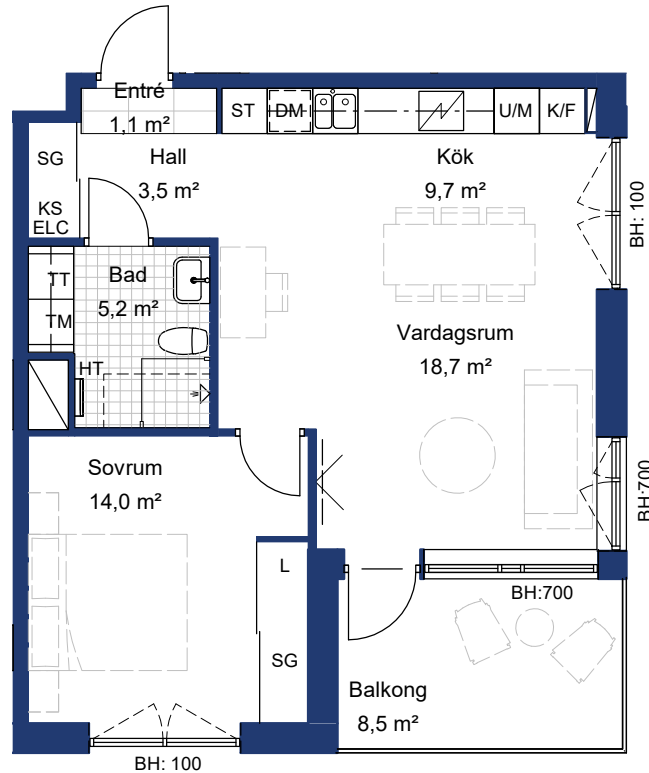 Entré
1,1 m²
ST
DM
U/M
K/F
SG
Hall
3,5 m²
Kök
9,7 m²
BH: 100
KS
ELC
Bad
5,2 m²
TT
TM
HT
Vardagsrum
18,7 m²
Sovrum
14,0 m²
BH:700
L
SG
BH:700
Balkong
8,5 m²
BH: 100